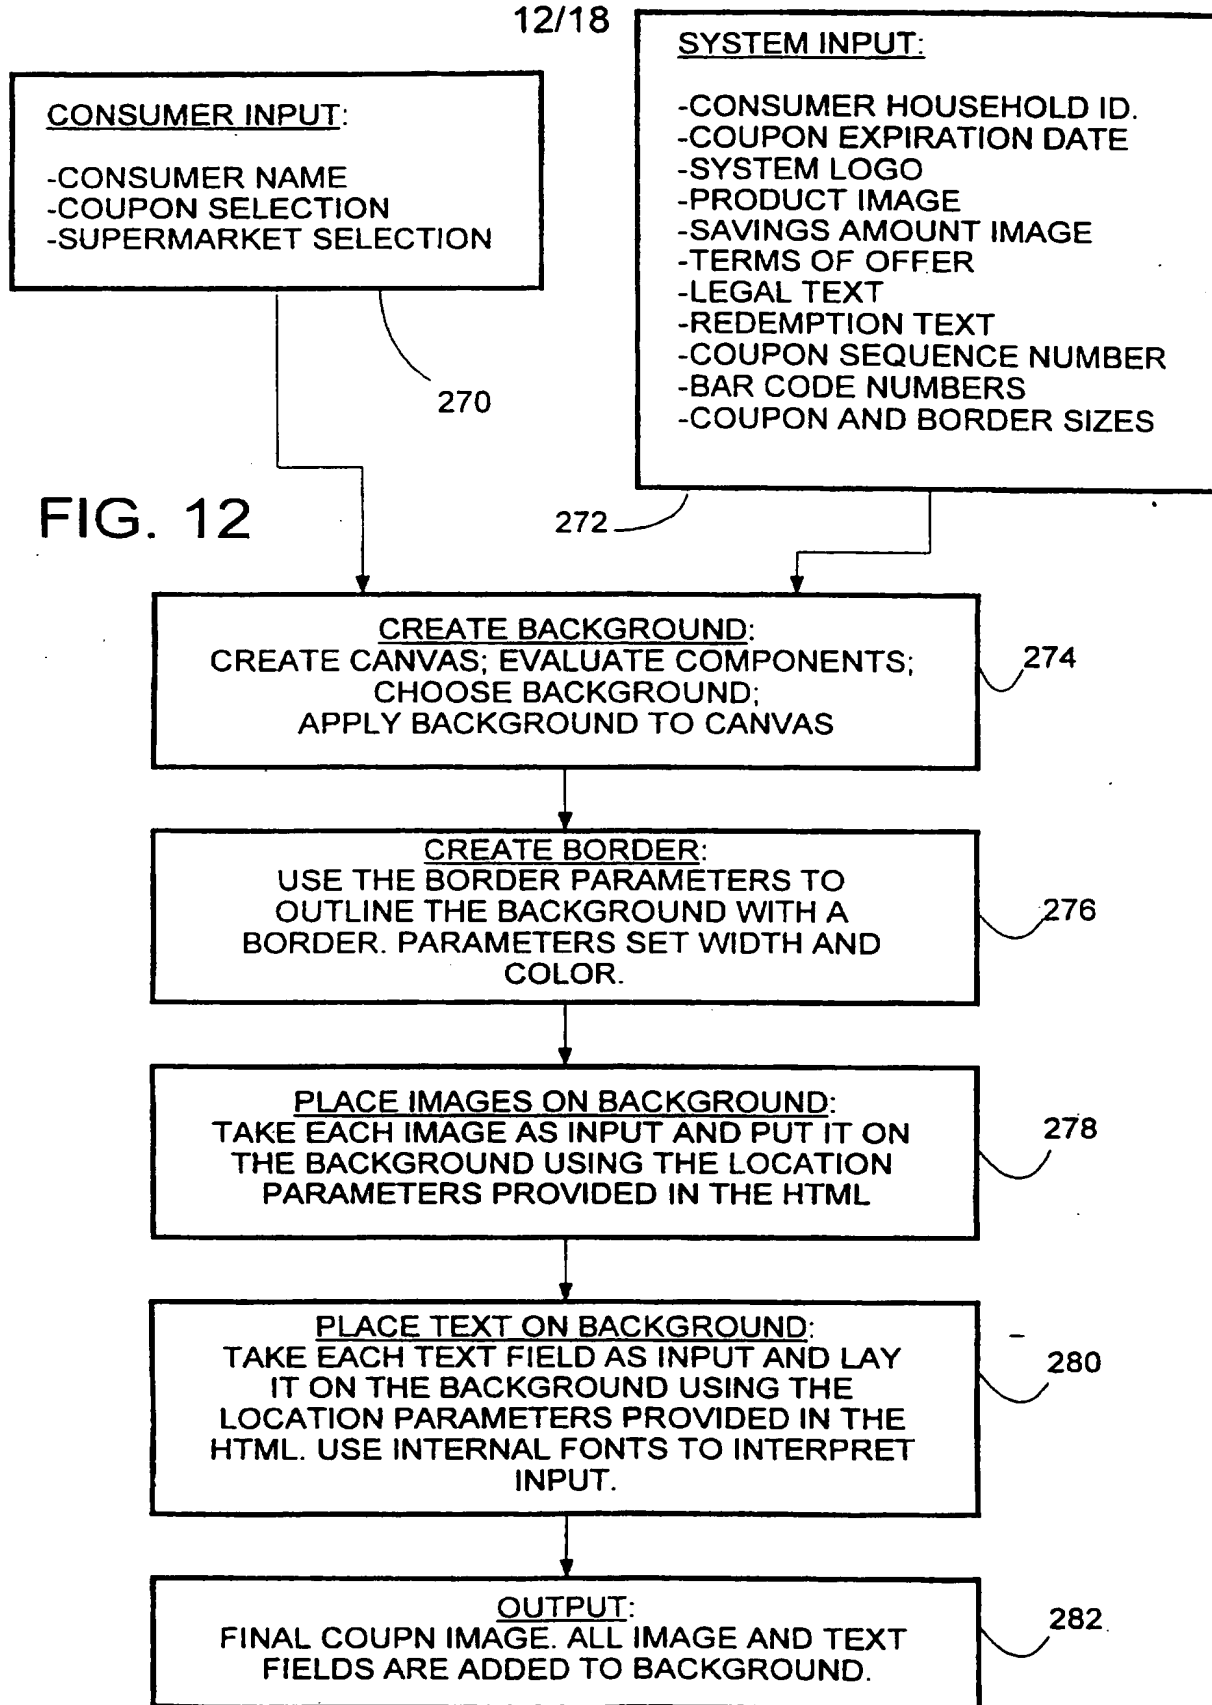 12/18
CONSUMER INPUT:
-CONSUMER NAME
-COUPON SELECTION
-SUPERMARKET SELECTION
270
SYSTEM INPUT:
-CONSUMER HOUSEHOLD ID.
-COUPON EXPIRATION DATE
-SYSTEM LOGO
-PRODUCT IMAGE
-SAVINGS AMOUNT IMAGE
-TERMS OF OFFER
-LEGAL TEXT
-REDEMPTION TEXT
-COUPON SEQUENCE NUMBER
-BAR CODE NUMBERS
-COUPON AND BORDER SIZES
272
FIG. 12
CREATE BACKGROUND:
CREATE CANVAS; EVALUATE COMPONENTS;
CHOOSE BACKGROUND;
APPLY BACKGROUND TO CANVAS
274
CREATE BORDER:
USE THE BORDER PARAMETERS TO
OUTLINE THE BACKGROUND WITH A
BORDER. PARAMETERS SET WIDTH AND
COLOR.
276
PLACE IMAGES ON BACKGROUND:
TAKE EACH IMAGE AS INPUT AND PUT IT ON
THE BACKGROUND USING THE LOCATION
PARAMETERS PROVIDED IN THE HTML
278
PLACE TEXT ON BACKGROUND:
TAKE EACH TEXT FIELD AS INPUT AND LAY
IT ON THE BACKGROUND USING THE
LOCATION PARAMETERS PROVIDED IN THE
HTML. USE INTERNAL FONTS TO INTERPRET
INPUT.
280
OUTPUT:
FINAL COUPN IMAGE. ALL IMAGE AND TEXT
FIELDS ARE ADDED TO BACKGROUND.
282